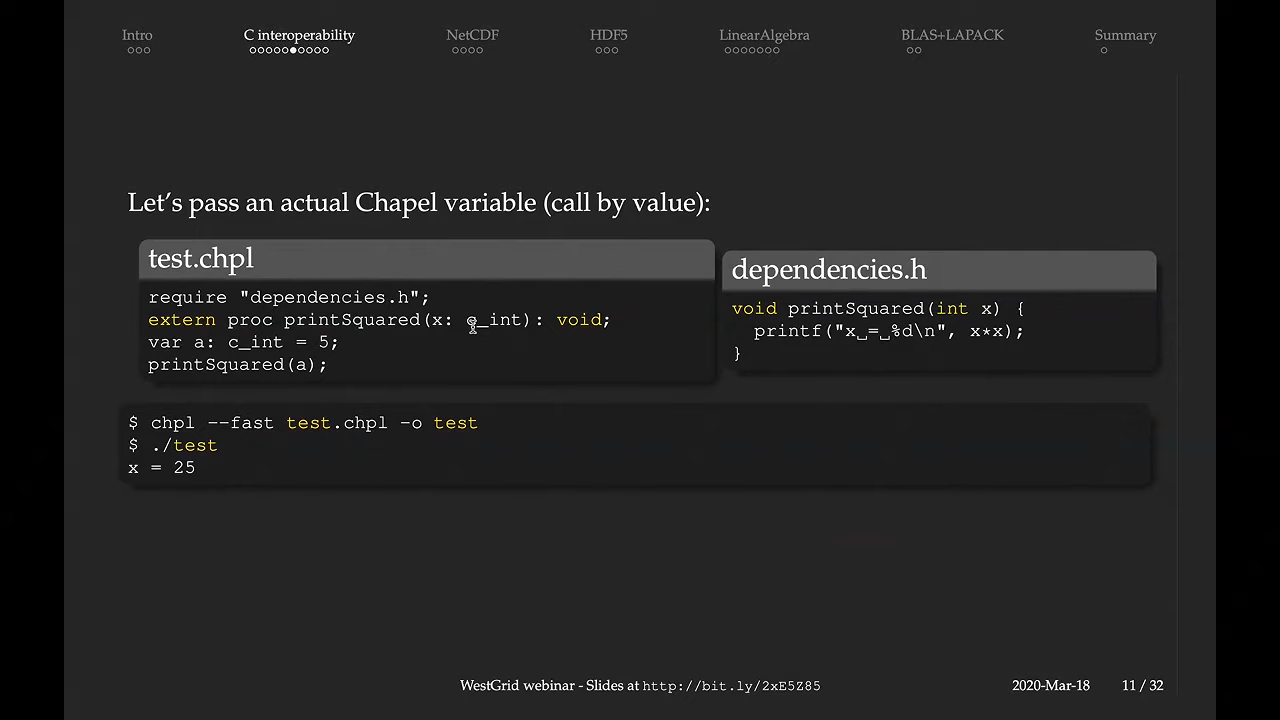 Intro C interoperability NetCDF HDF5 LinearAlgebra BLAS+LAPACK Summary
Let's pass an actual Chapel variable (call by value):
test.chpl
require "dependencies.h";
extern proc printSquared(x: c_int): void;
var a: c_int = 5;
printSquared(a);
dependencies.h
void printSquared(int x) {
  printf("x␣=␣%d\n", x*x);
}
$ chpl --fast test.chpl -o test
$ ./test
x = 25
WestGrid webinar - Slides at http://bit.ly/2xE5Z85 2020-Mar-18 11 / 32